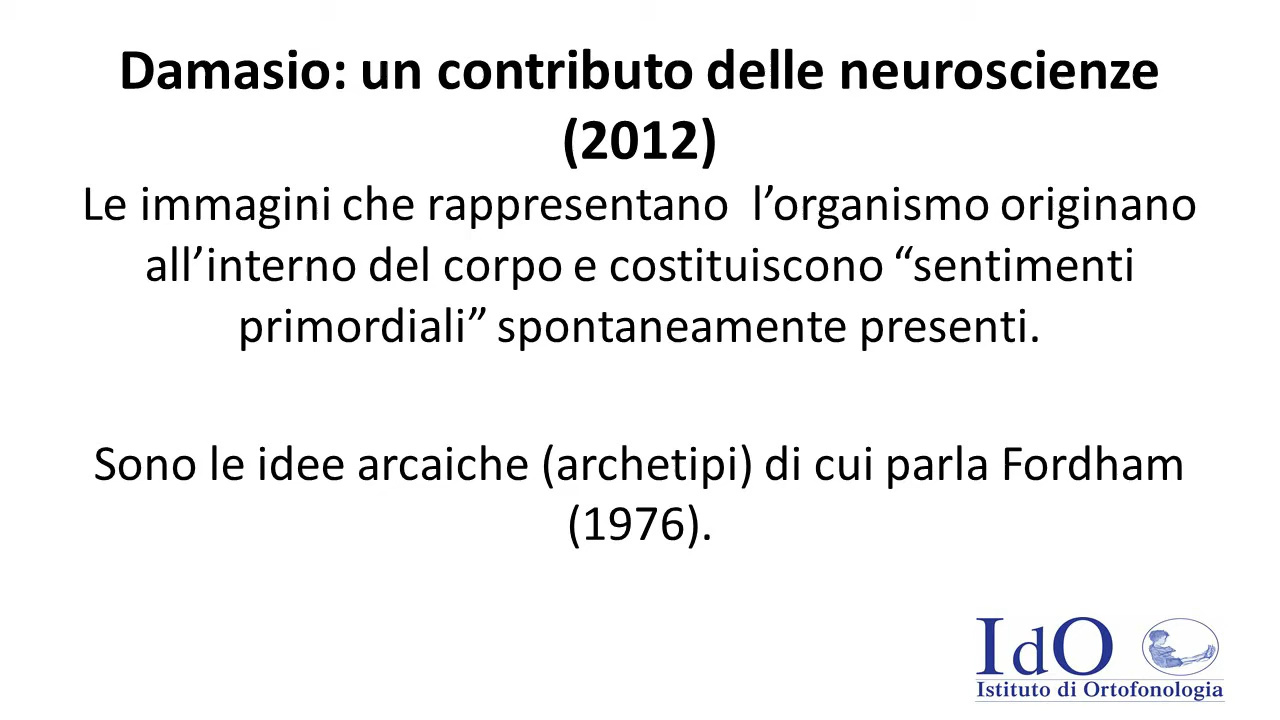 Damasio: un contributo delle neuroscienze
(2012)
Le immagini che rappresentano  l’organismo originano
all’interno del corpo e costituiscono “sentimenti
primordiali” spontaneamente presenti.
Sono le idee arcaiche (archetipi) di cui parla Fordham
(1976).
IdO
Istituto di Ortofonologia